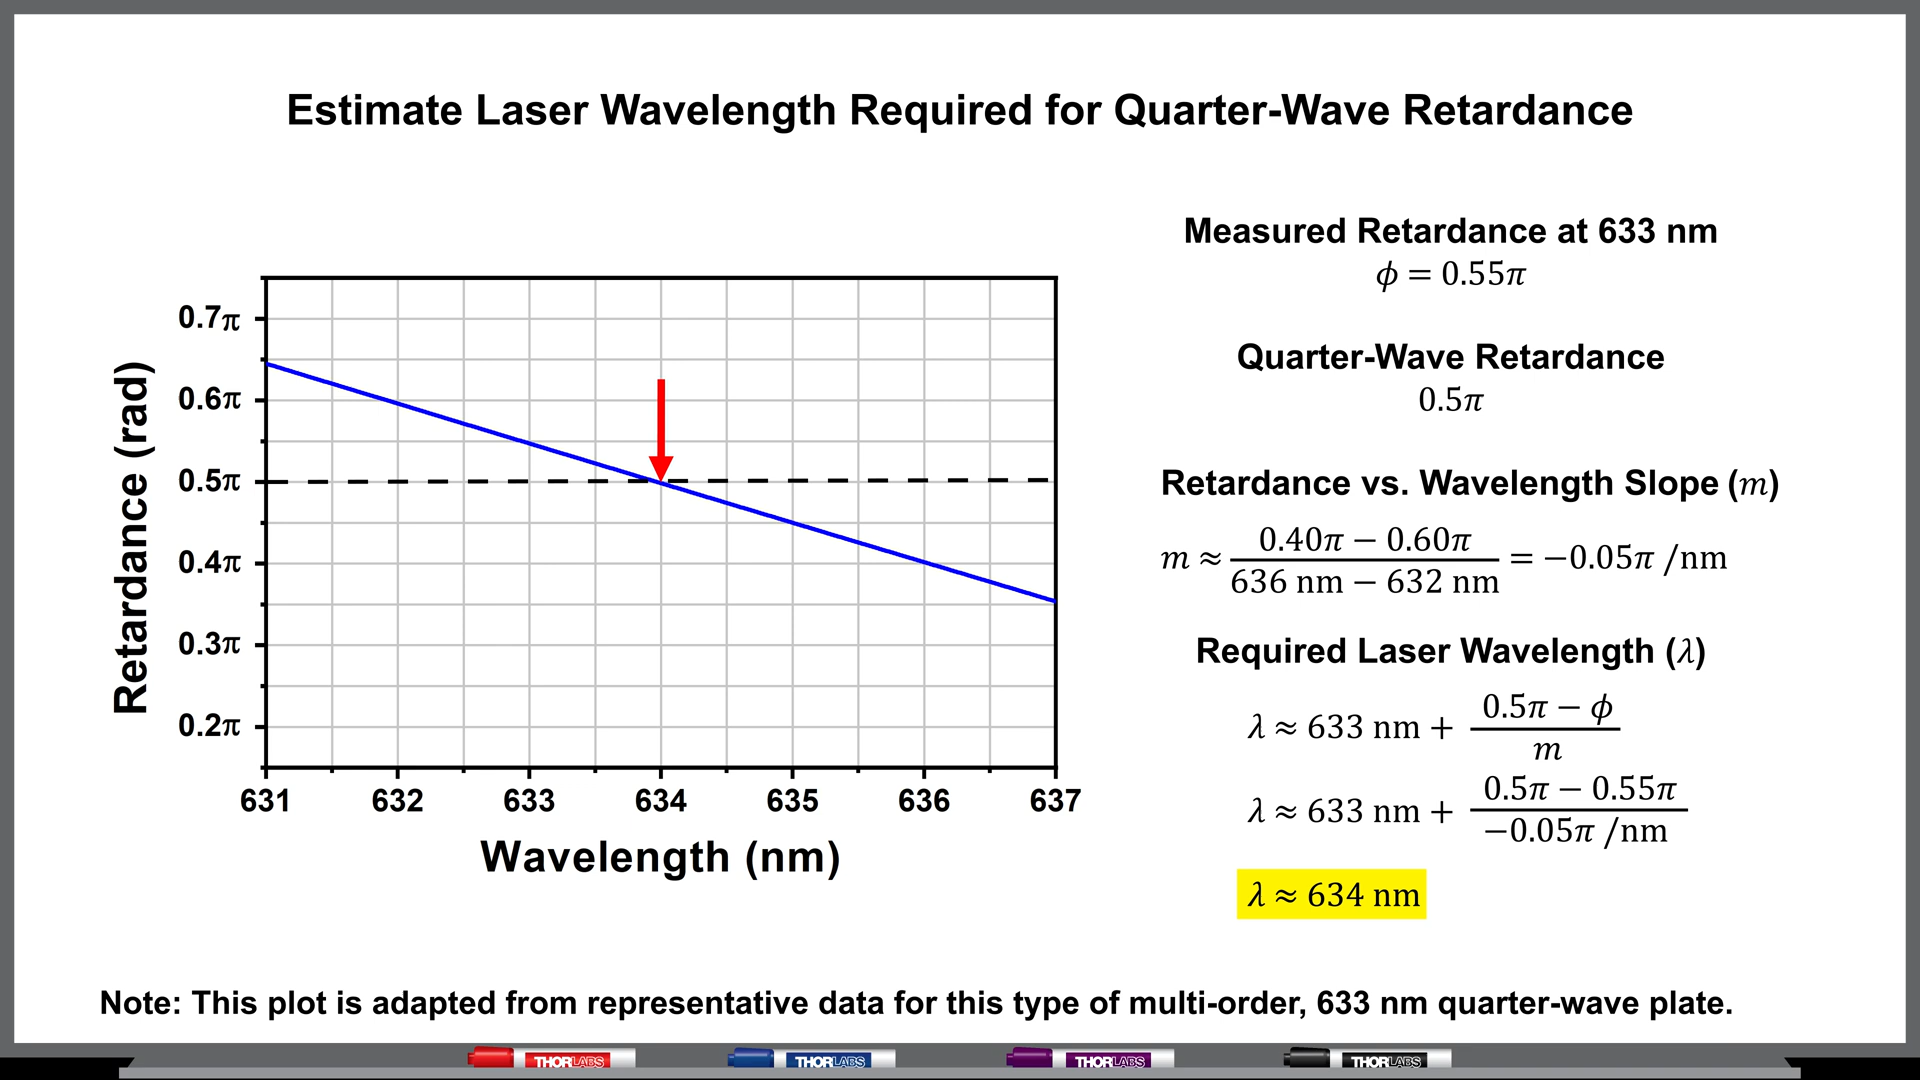 Estimate Laser Wavelength Required for Quarter-Wave Retardance
Retardance (rad)
0.7π
0.6π
0.5π
0.4π
0.3π
0.2π
631 632 633 634 635 636 637
Wavelength (nm)
Measured Retardance at 633 nm
ϕ = 0.55π
Quarter-Wave Retardance
0.5π
Retardance vs. Wavelength Slope (m)
m ≈ (0.40π − 0.60π) / (636 nm − 632 nm) = −0.05π /nm
Required Laser Wavelength (λ)
λ ≈ 633 nm + (0.5π − ϕ) / m
λ ≈ 633 nm + (0.5π − 0.55π) / (−0.05π /nm)
λ ≈ 634 nm
Note: This plot is adapted from representative data for this type of multi-order, 633 nm quarter-wave plate.
THORLABS THORLABS THORLABS THORLABS